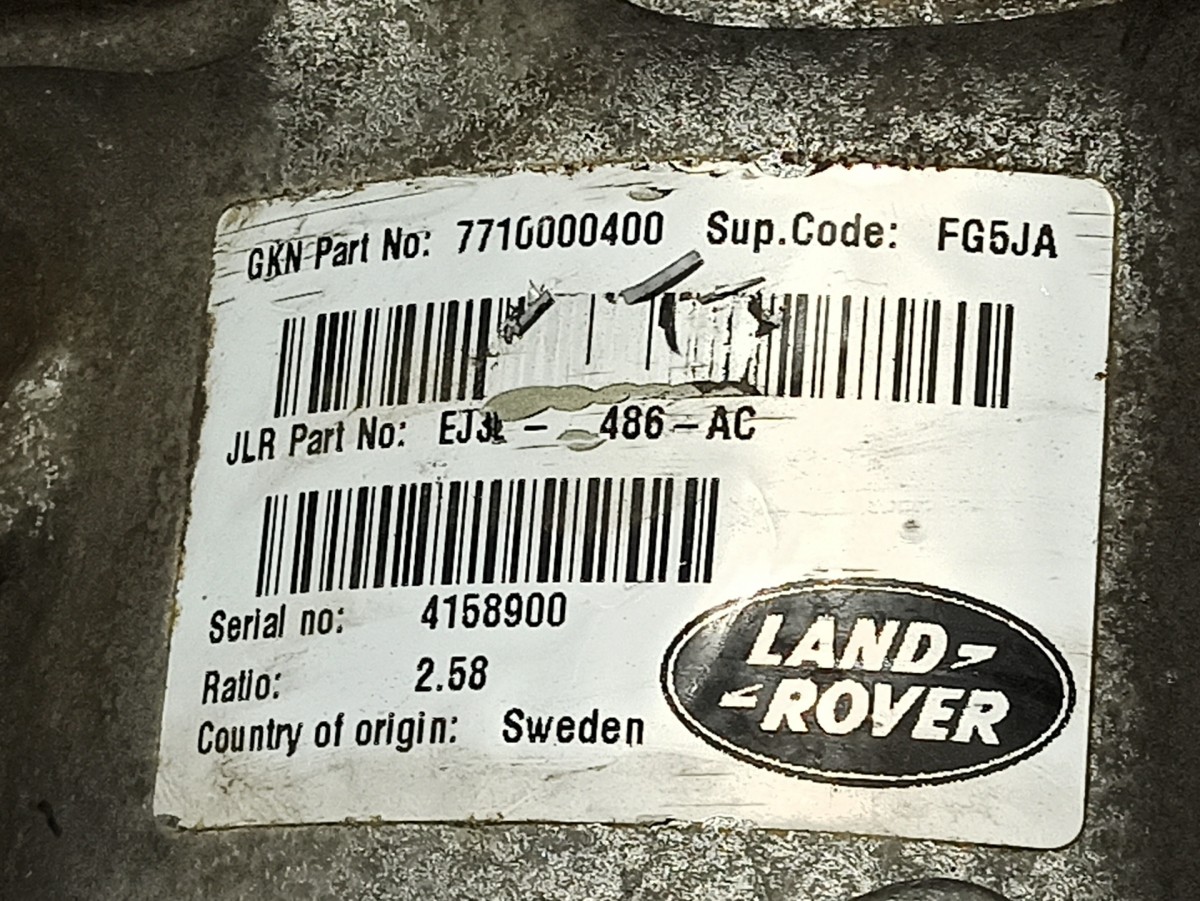 GKN Part No: 7710000400 Sup.Code: FG5JA
JLR Part No: 486-AC
Serial no: 4158900
Ratio: 2.58
Country of origin: Sweden
LAND
ROVER